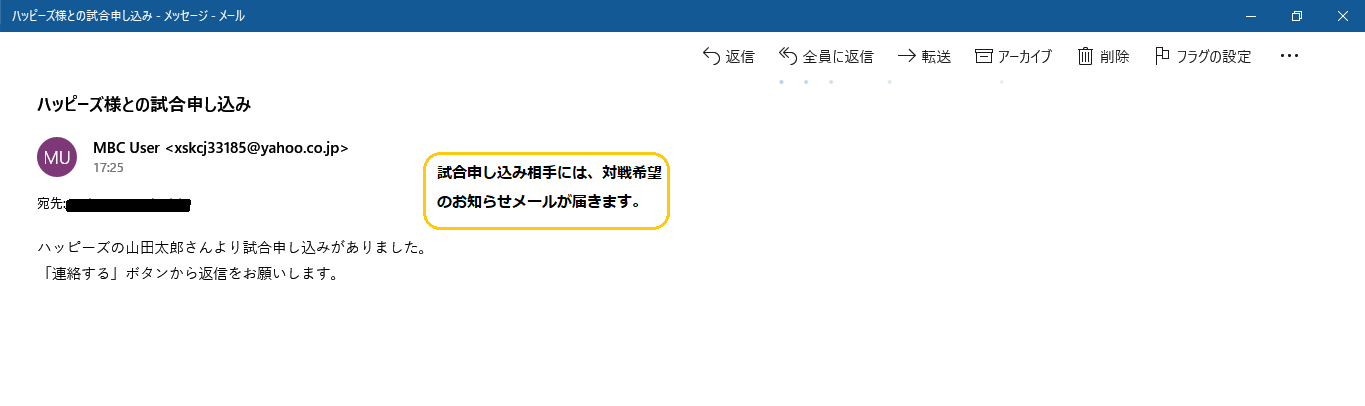 ハッピーズ様との試合申し込み - メッセージ - メール
返信 全員に返信 転送 アーカイブ 削除 フラグの設定
ハッピーズ様との試合申し込み
MU MBC User <xskcj33185@yahoo.co.jp>
17:25
試合申し込み相手には、対戦希望
のお知らせメールが届きます。
宛先:
ハッピーズの山田太郎さんより試合申し込みがありました。
「連絡する」ボタンから返信をお願いします。